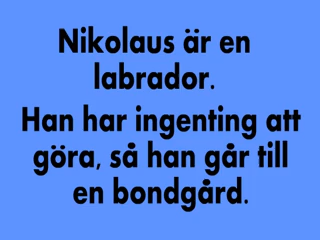 Nikolaus är en
labrador.
Han har ingenting att
göra, så han går till
en bondgård.